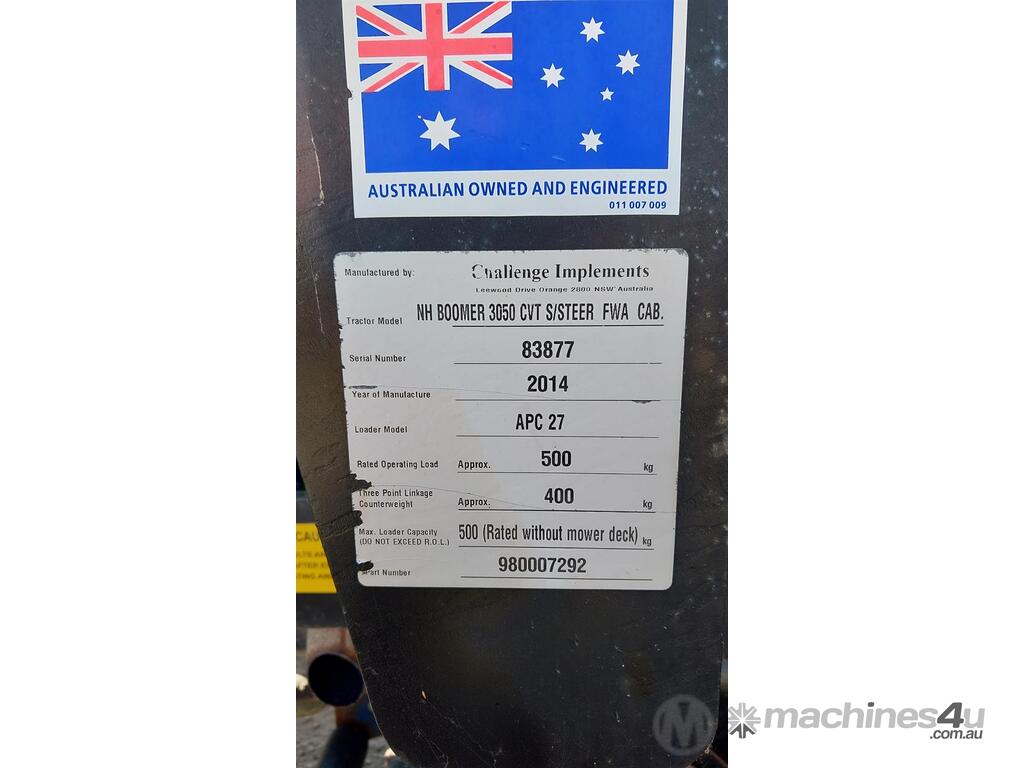 AUSTRALIAN OWNED AND ENGINEERED
011 007 009
Manufactured by: Challenge Implements
Leewood Drive Orange 2800 NSW Australia
Tractor Model NH BOOMER 3050 CVT S/STEER FWA CAB.
Serial Number 83877
Year of Manufacture 2014
Loader Model APC 27
Rated Operating Load Approx. 500 kg
Three Point Linkage
Counterweight Approx. 400 kg
Max. Loader Capacity
(DO NOT EXCEED R.O.L.) 500 (Rated without mower deck) kg
Part Number 980007292
CAU
M machines4u
.com.au